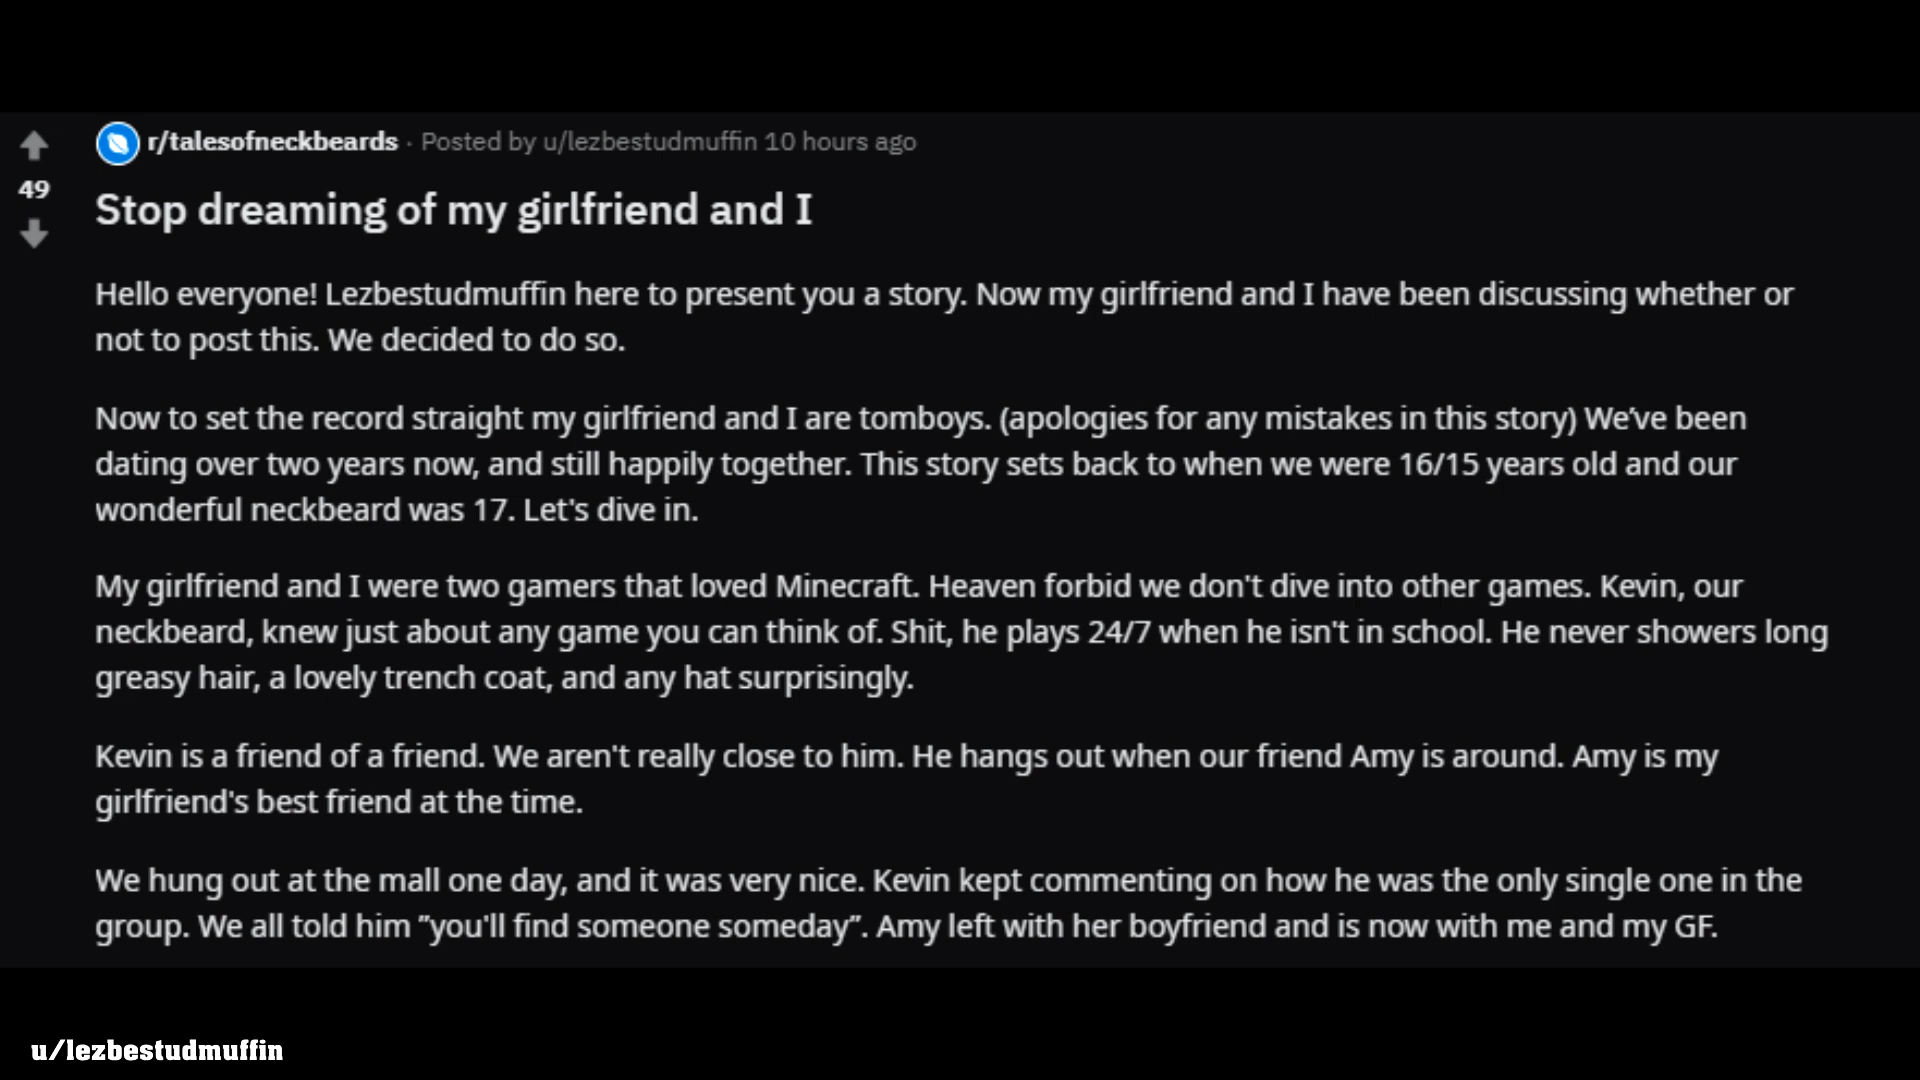 r/talesofneckbeards · Posted by u/lezbestudmuffin 10 hours ago
49
Stop dreaming of my girlfriend and I
Hello everyone! Lezbestudmuffin here to present you a story. Now my girlfriend and I have been discussing whether or
not to post this. We decided to do so.
Now to set the record straight my girlfriend and I are tomboys. (apologies for any mistakes in this story) We’ve been
dating over two years now, and still happily together. This story sets back to when we were 16/15 years old and our
wonderful neckbeard was 17. Let's dive in.
My girlfriend and I were two gamers that loved Minecraft. Heaven forbid we don't dive into other games. Kevin, our
neckbeard, knew just about any game you can think of. Shit, he plays 24/7 when he isn't in school. He never showers long
greasy hair, a lovely trench coat, and any hat surprisingly.
Kevin is a friend of a friend. We aren't really close to him. He hangs out when our friend Amy is around. Amy is my
girlfriend's best friend at the time.
We hung out at the mall one day, and it was very nice. Kevin kept commenting on how he was the only single one in the
group. We all told him ”you'll find someone someday”. Amy left with her boyfriend and is now with me and my GF.
u/lezbestudmuffin